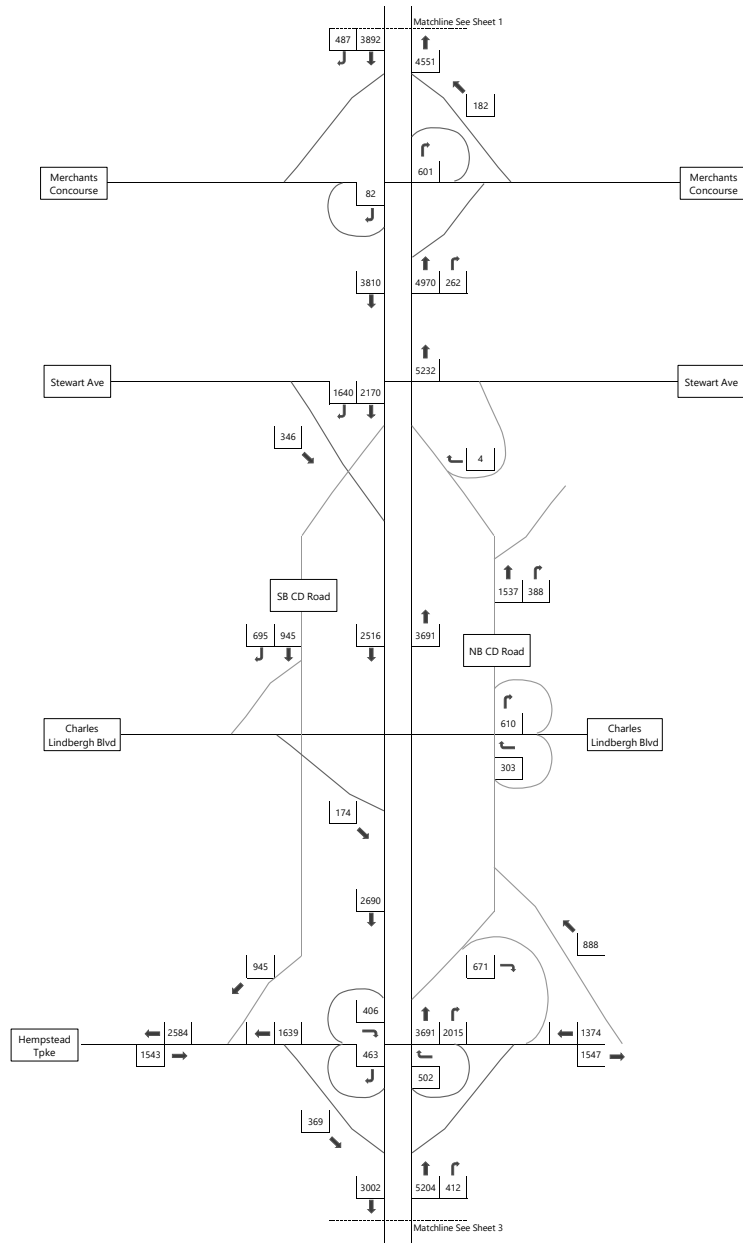 Matchline See Sheet 1
487 3892
4551
182
Merchants
Concourse
601
Merchants
Concourse
82
3810
4970 262
5232
Stewart Ave
Stewart Ave
1640 2170
346
4
1537 388
SB CD Road
695 945
2516
3691
NB CD Road
610
Charles
Lindbergh Blvd
Charles
Lindbergh Blvd
303
174
2690
888
945
671
406
2584
1639
3691 2015
1374
Hempstead
Tpke
1543
463
1547
502
369
3002
5204 412
Matchline See Sheet 3